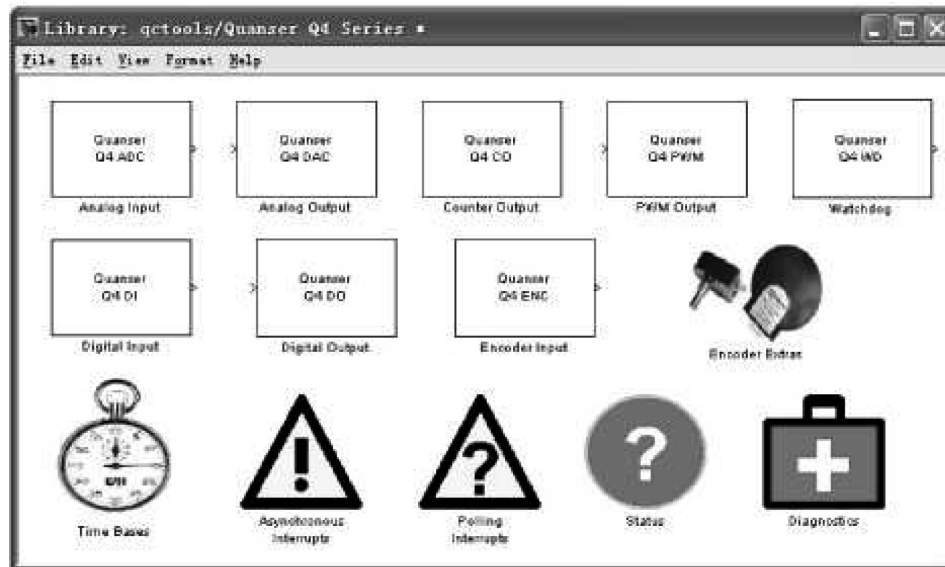 Library: qctools/Quanser Q4 Series *
File Edit View Format Help
Quanser
Q4 ADC
Analog Input
Quanser
Q4 DAC
Analog Output
Quanser
Q4 CO
Counter Output
Quanser
Q4 PWM
PWM Output
Quanser
Q4 WD
Watchdog
Quanser
Q4 DI
Digital Input
Quanser
Q4 DO
Digital Output
Quanser
Q4 ENC
Encoder Input
Encoder Extras
Time Bases
!
Asynchronous
Interrupts
?
Polling
Interrupts
?
Status
Diagnostics